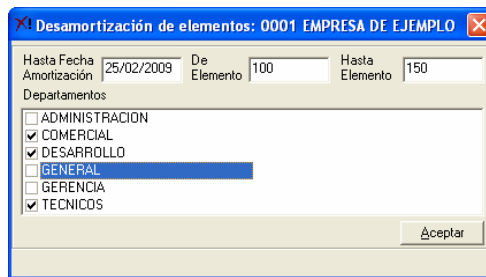 Desamortización de elementos: 0001 EMPRESA DE EJEMPLO
Hasta Fecha Amortización 25/02/2009 De Elemento 100 Hasta Elemento 150
Departamentos
ADMINISTRACION
COMERCIAL
DESARROLLO
GENERAL
GERENCIA
TECNICOS
Aceptar